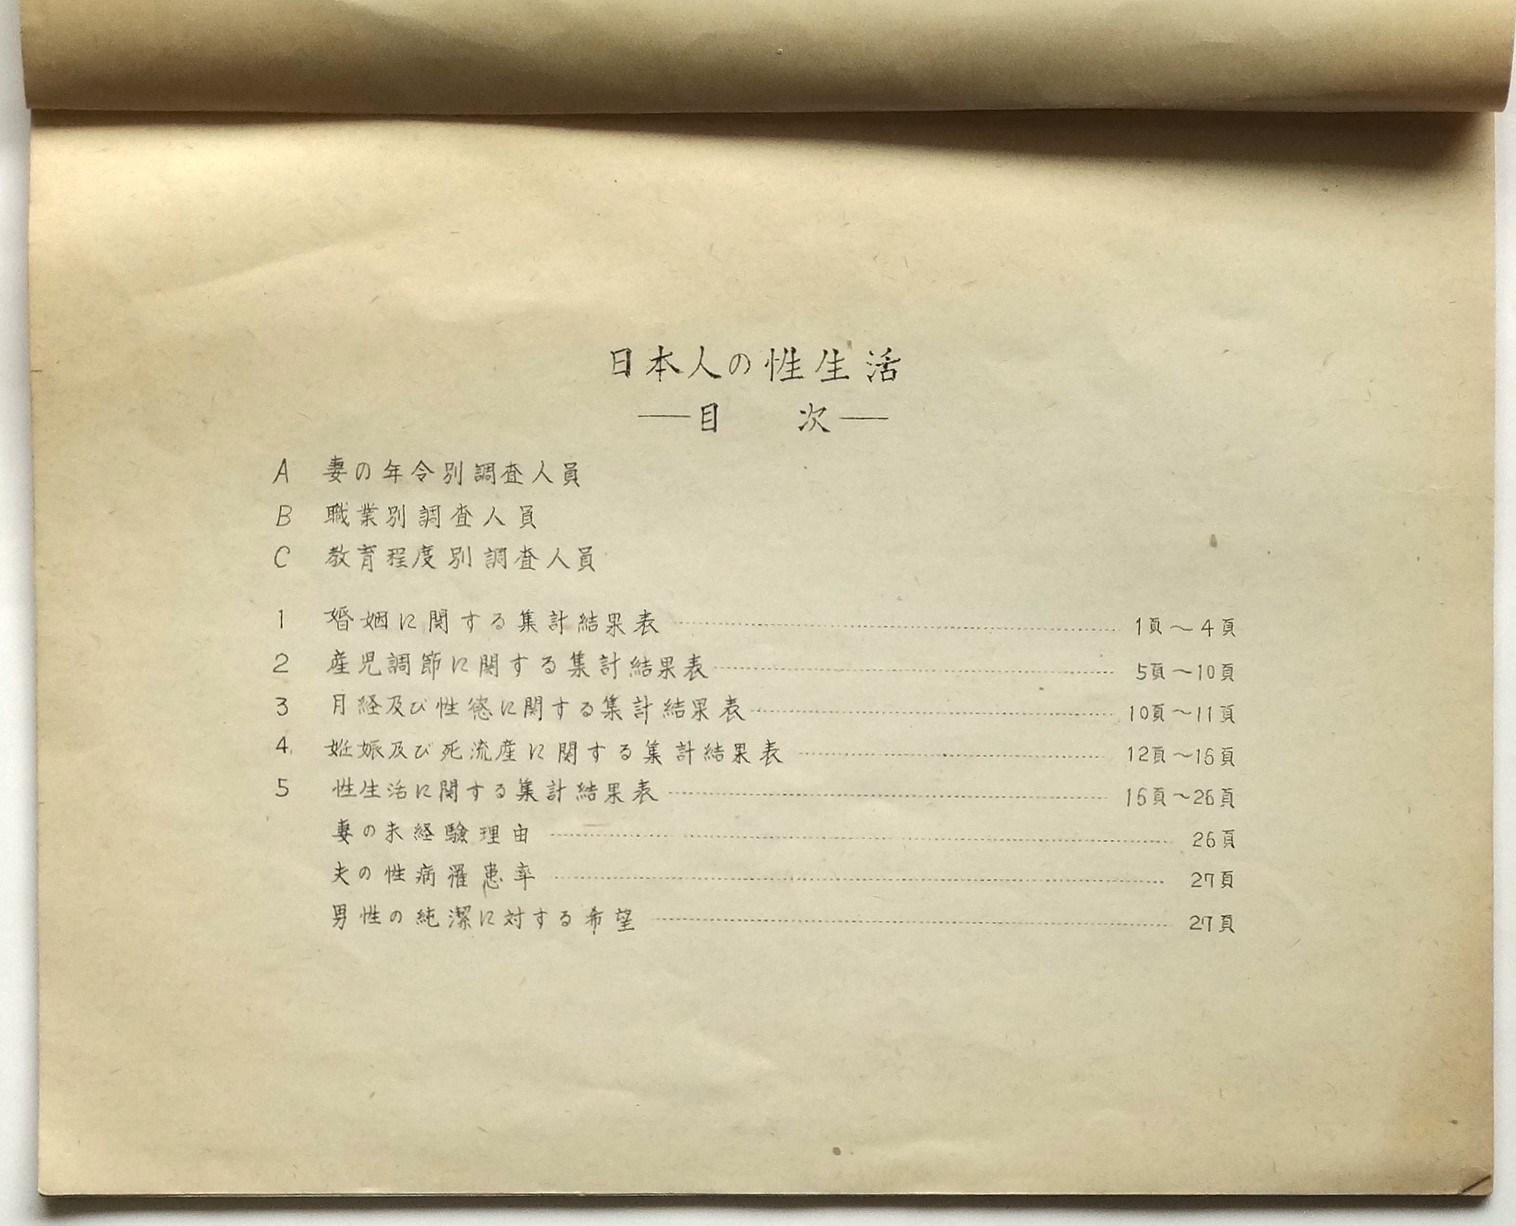 日本人の性生活
——目　次——
A 妻の年令別調査人員
B 職業別調査人員
C 教育程度別調査人員
1 婚姻に関する集計結果表 1頁〜4頁
2 産児調節に関する集計結果表 5頁〜10頁
3 月経及び性慾に関する集計結果表 10頁〜11頁
4 妊娠及び死流産に関する集計結果表 12頁〜16頁
5 性生活に関する集計結果表 16頁〜26頁
妻の未経験理由 26頁
夫の性病罹患率 27頁
男性の純潔に対する希望 27頁